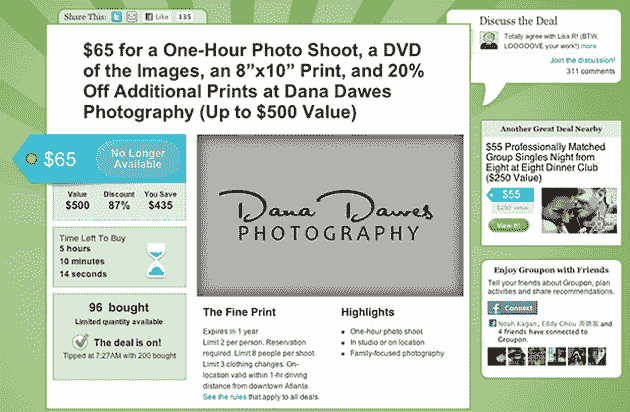 Share This:
Like
135
$65 for a One-Hour Photo Shoot, a DVD
of the Images, an 8”x10” Print, and 20%
Off Additional Prints at Dana Dawes
Photography (Up to $500 Value)
$65
No Longer
Available
Value Discount You Save
$500 87% $435
Time Left To Buy
5 hours
10 minutes
14 seconds
96 bought
Limited quantity available
The deal is on!
Tipped at 7:27AM with 200 bought
Dana Dawes
PHOTOGRAPHY
The Fine Print
Expires in 1 year
Limit 2 per person. Reservation
required. Limit 8 people per shoot.
Limit 3 clothing changes. On-
location valid within 1-hr driving
distance from downtown Atlanta.
See the rules that apply to all deals.
Highlights
One-hour photo shoot
In studio or on location
Family-focused photography
Discuss the Deal
Totally agree with Lisa R! (BTW,
LOOOOOVE your work!) more
Join the discussion!
311 comments
Another Great Deal Nearby
$55 Professionally Matched
Group Singles Night from
Eight at Eight Dinner Club
($250 Value)
$55
$250 value
View it!
Enjoy Groupon with Friends
Tell your friends about Groupon, plan
activities and share recommendations.
Connect
Noah Kagan, Eddy Chou and
4 friends have connected to
Groupon.